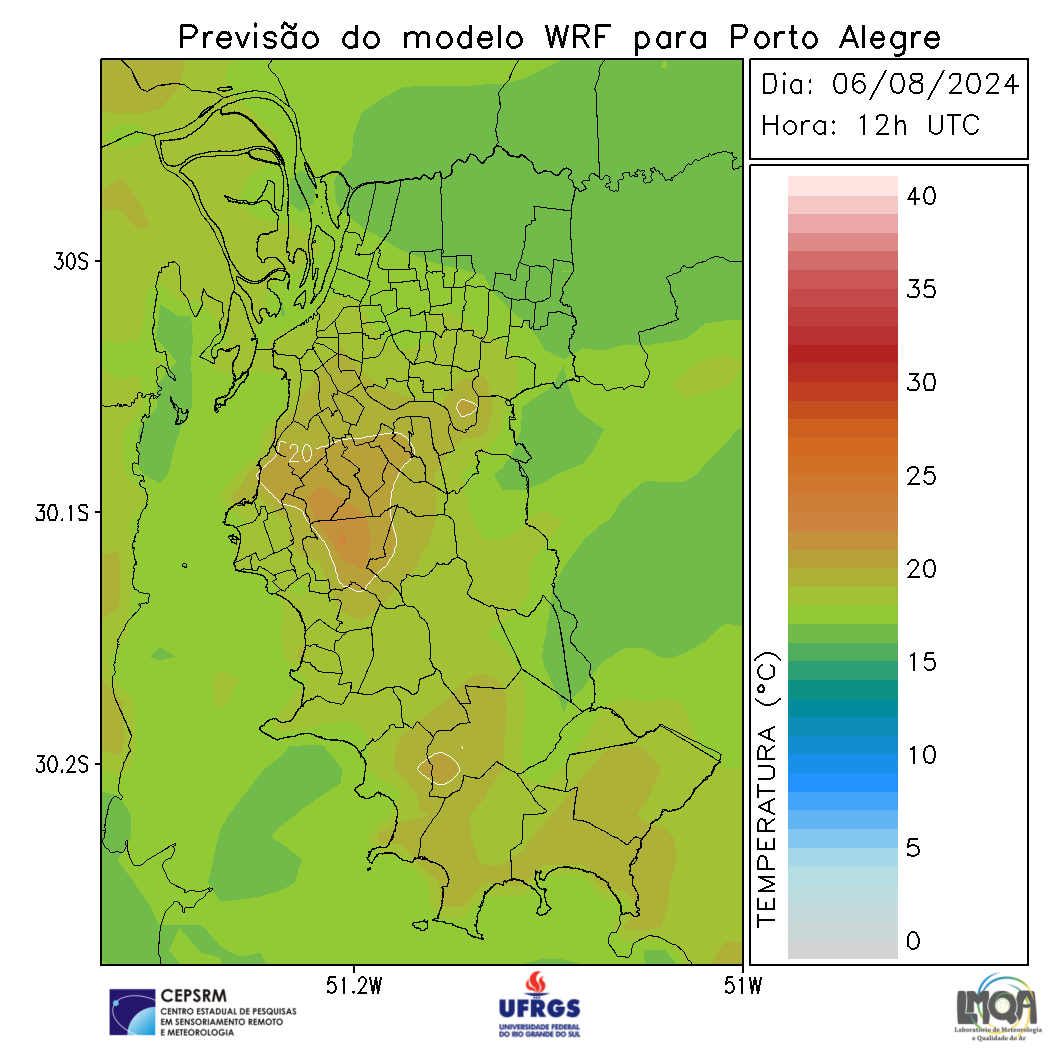 Previsão do modelo WRF para Porto Alegre
Dia: 06/08/2024
Hora: 12h UTC
40
35
30
25
20
15
10
5
0
TEMPERATURA (°C)
30S
30.1S
30.2S
20
51.2W
51W
CEPSRM
CENTRO ESTADUAL DE PESQUISAS
EM SENSORIAMENTO REMOTO
E METEOROLOGIA
UFRGS
UNIVERSIDADE FEDERAL
DO RIO GRANDE DO SUL
LMQA
Laboratório de Meteorologia
e Qualidade do Ar